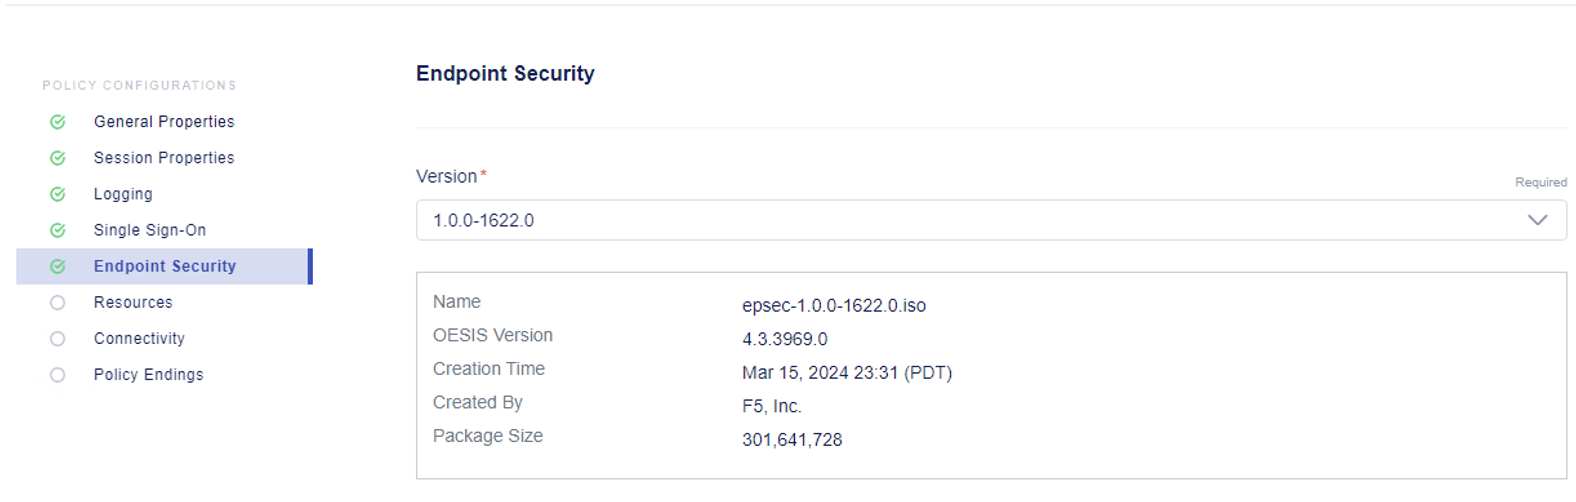 POLICY CONFIGURATIONS
General Properties
Session Properties
Logging
Single Sign-On
Endpoint Security
Resources
Connectivity
Policy Endings
Endpoint Security
Version*
Required
1.0.0-1622.0
Name epsec-1.0.0-1622.0.iso
OESIS Version 4.3.3969.0
Creation Time Mar 15, 2024 23:31 (PDT)
Created By F5, Inc.
Package Size 301,641,728